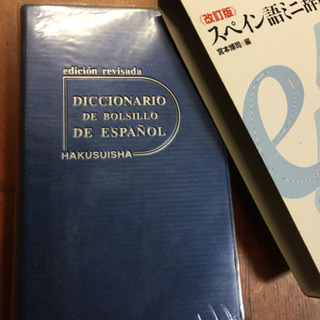 edición revisada
DICCIONARIO
DE BOLSILLO
DE ESPAÑOL
HAKUSUISHA
《改訂版》
スペイン語ミニ辞
宮本博司・編